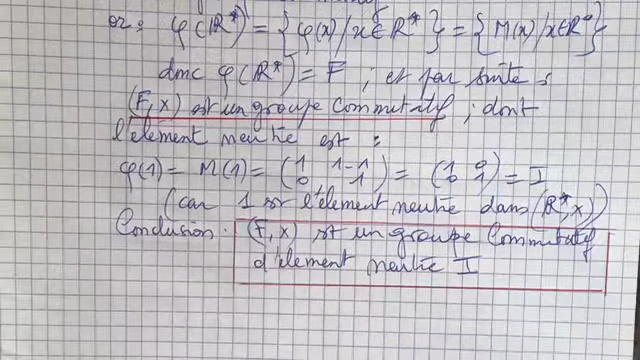 or: φ(ℝ*) = {φ(x)/x∈ℝ*} = {M(x)/x∈ℝ*}
donc φ(ℝ*) = F ; et par suite :
(F, x) est un groupe commutatif ; dont
l'élément neutre est :
φ(1) = M(1) = (1 1-1 0 1) = (1 0 0 1) = I
(car 1 est l'élément neutre dans (ℝ*, x))
Conclusion. (F, x) est un groupe commutatif
d'élément neutre I